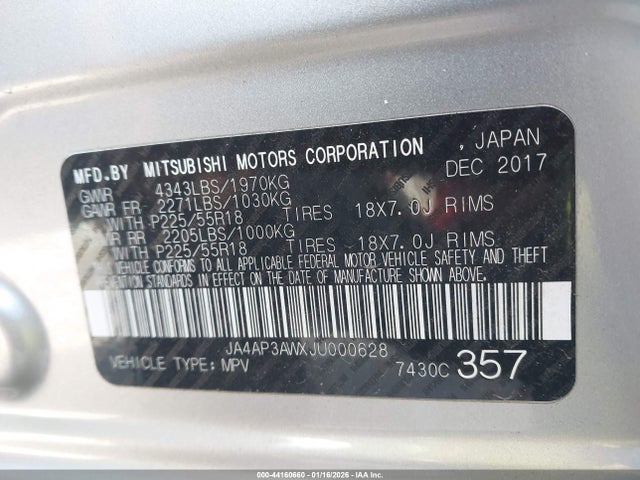 MFD.BY MITSUBISHI MOTORS CORPORATION , JAPAN
DEC 2017
GVWR 4343LBS/1970KG
GAWR FR 2271LBS/1030KG
WITH P225/55R18 TIRES 18X7.0J RIMS
WR RR 2205LBS/1000KG
WITH P225/55R18 TIRES 18X7.0J RIMS
VEHICLE CONFORMS TO ALL APPLICABLE FEDERAL MOTOR VEHICLE SAFETY AND THEFT
STANDARDS IN EFFECT ON THE DATE OF MANUFACTURE SHOWN ABOVE.
JA4AP3AWXJU000628
VEHICLE TYPE: MPV 7430C 357
000-44160660 - 01/16/2026 - IAAI Inc.